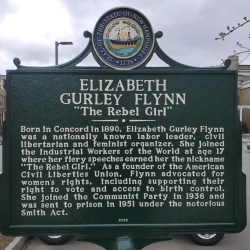 ELIZABETH
GURLEY FLYNN
"The Rebel Girl"
Born in Concord in 1890, Elizabeth Gurley Flynn
was a nationally known labor leader, civil
libertarian and feminist organizer. She joined
the Industrial Workers of the World at age 17
where her fiery speeches earned her the nickname
"The Rebel Girl." As a founder of the American
Civil Liberties Union, Flynn advocated for
women's rights, including supporting their
right to vote and access to birth control.
She joined the Communist Party in 1936 and
was sent to prison in 1951 under the notorious
Smith Act.